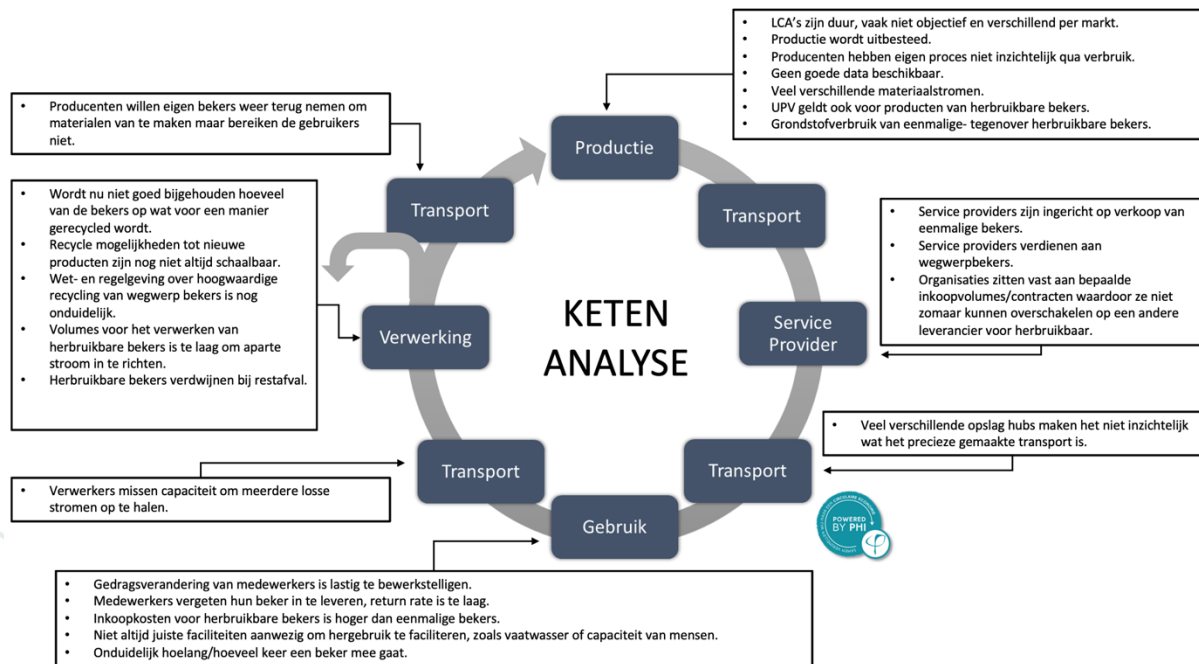 • LCA's zijn duur, vaak niet objectief en verschillend per markt.
• Productie wordt uitbesteed.
• Producenten hebben eigen proces niet inzichtelijk qua verbruik.
• Geen goede data beschikbaar.
• Veel verschillende materiaalstromen.
• UPV geldt ook voor producten van herbruikbare bekers.
• Grondstofverbruik van eenmalige- tegenover herbruikbare bekers.
• Producenten willen eigen bekers weer terug nemen om
materialen van te maken maar bereiken de gebruikers
niet.
Productie
Transport
Transport
• Wordt nu niet goed bijgehouden hoeveel
van de bekers op wat voor een manier
gerecycled wordt.
• Recycle mogelijkheden tot nieuwe
producten zijn nog niet altijd schaalbaar.
• Wet- en regelgeving over hoogwaardige
recycling van wegwerp bekers is nog
onduidelijk.
• Volumes voor het verwerken van
herbruikbare bekers is te laag om aparte
stroom in te richten.
• Herbruikbare bekers verdwijnen bij restafval.
• Service providers zijn ingericht op verkoop van
eenmalige bekers.
• Service providers verdienen aan
wegwerpbekers.
• Organisaties zitten vast aan bepaalde
inkoopvolumes/contracten waardoor ze niet
zomaar kunnen overschakelen op een andere
leverancier voor herbruikbaar.
Verwerking
KETEN
ANALYSE
Service
Provider
• Veel verschillende opslag hubs maken het niet inzichtelijk
wat het precieze gemaakte transport is.
Transport
Transport
• Verwerkers missen capaciteit om meerdere losse
stromen op te halen.
Gebruik
POWERED
BY PHI
• Gedragsverandering van medewerkers is lastig te bewerkstelligen.
• Medewerkers vergeten hun beker in te leveren, return rate is te laag.
• Inkoopkosten voor herbruikbare bekers is hoger dan eenmalige bekers.
• Niet altijd juiste faciliteiten aanwezig om hergebruik te faciliteren, zoals vaatwasser of capaciteit van mensen.
• Onduidelijk hoelang/hoeveel keer een beker mee gaat.